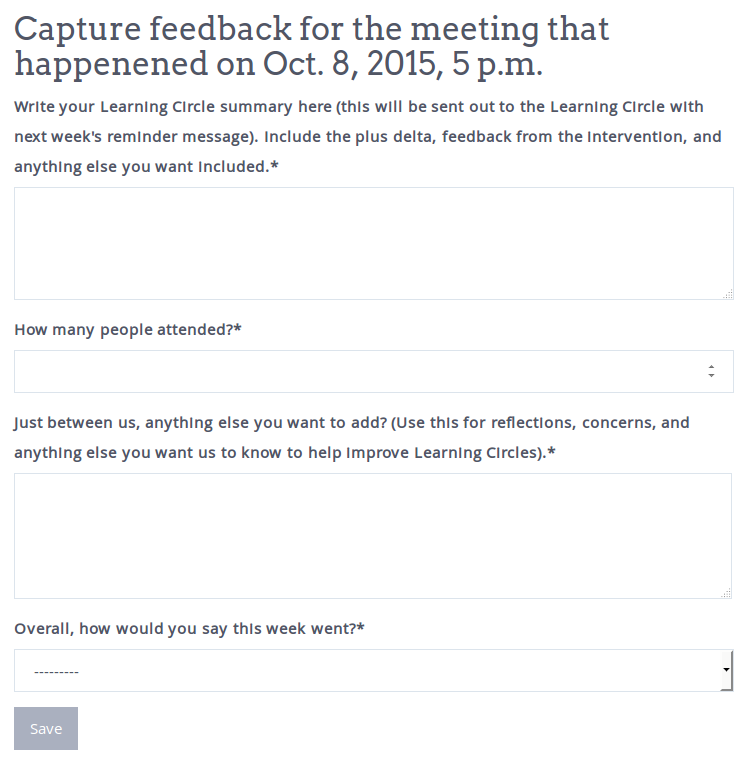 Capture feedback for the meeting that
happenened on Oct. 8, 2015, 5 p.m.
Write your Learning Circle summary here (this will be sent out to the Learning Circle with
next week's reminder message). Include the plus delta, feedback from the intervention, and
anything else you want included.*
How many people attended?*
Just between us, anything else you want to add? (Use this for reflections, concerns, and
anything else you want us to know to help improve Learning Circles).*
Overall, how would you say this week went?*
---------
Save